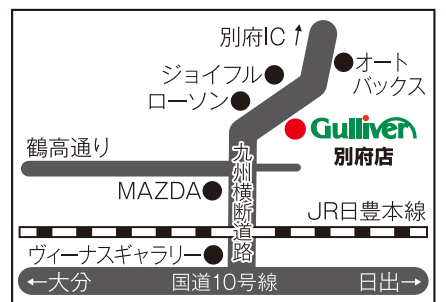 別府IC↑
ジョイフル
オート
バックス
ローソン
Gulliver
別府店
鶴高通り
九州横断道路
MAZDA
JR日豊本線
ヴィーナスギャラリー
←大分
国道10号線
日出→